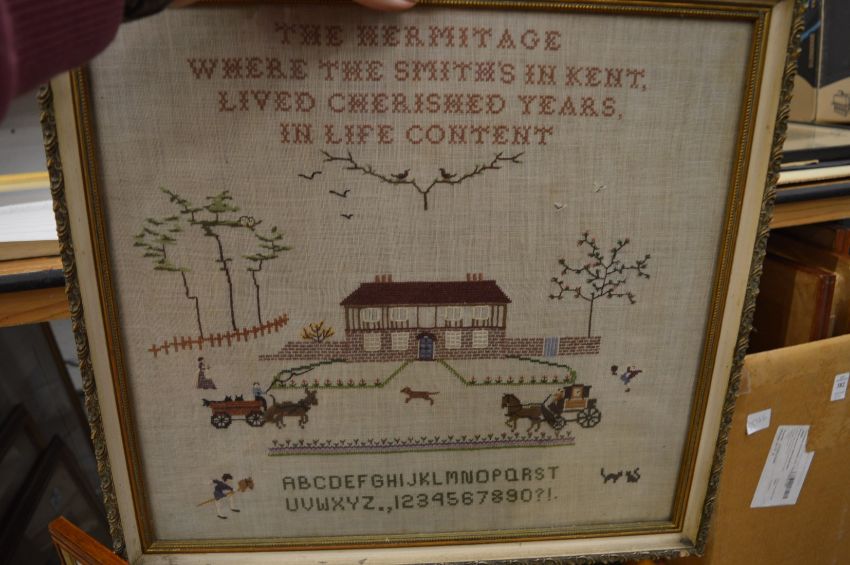 THE HERMITAGE
WHERE THE SMITH'S IN KENT,
LIVED CHERISHED YEARS,
IN LIFE CONTENT
ABCDEFGHIJKLMNOPQRST
UVWXYZ.,1234567890?!.